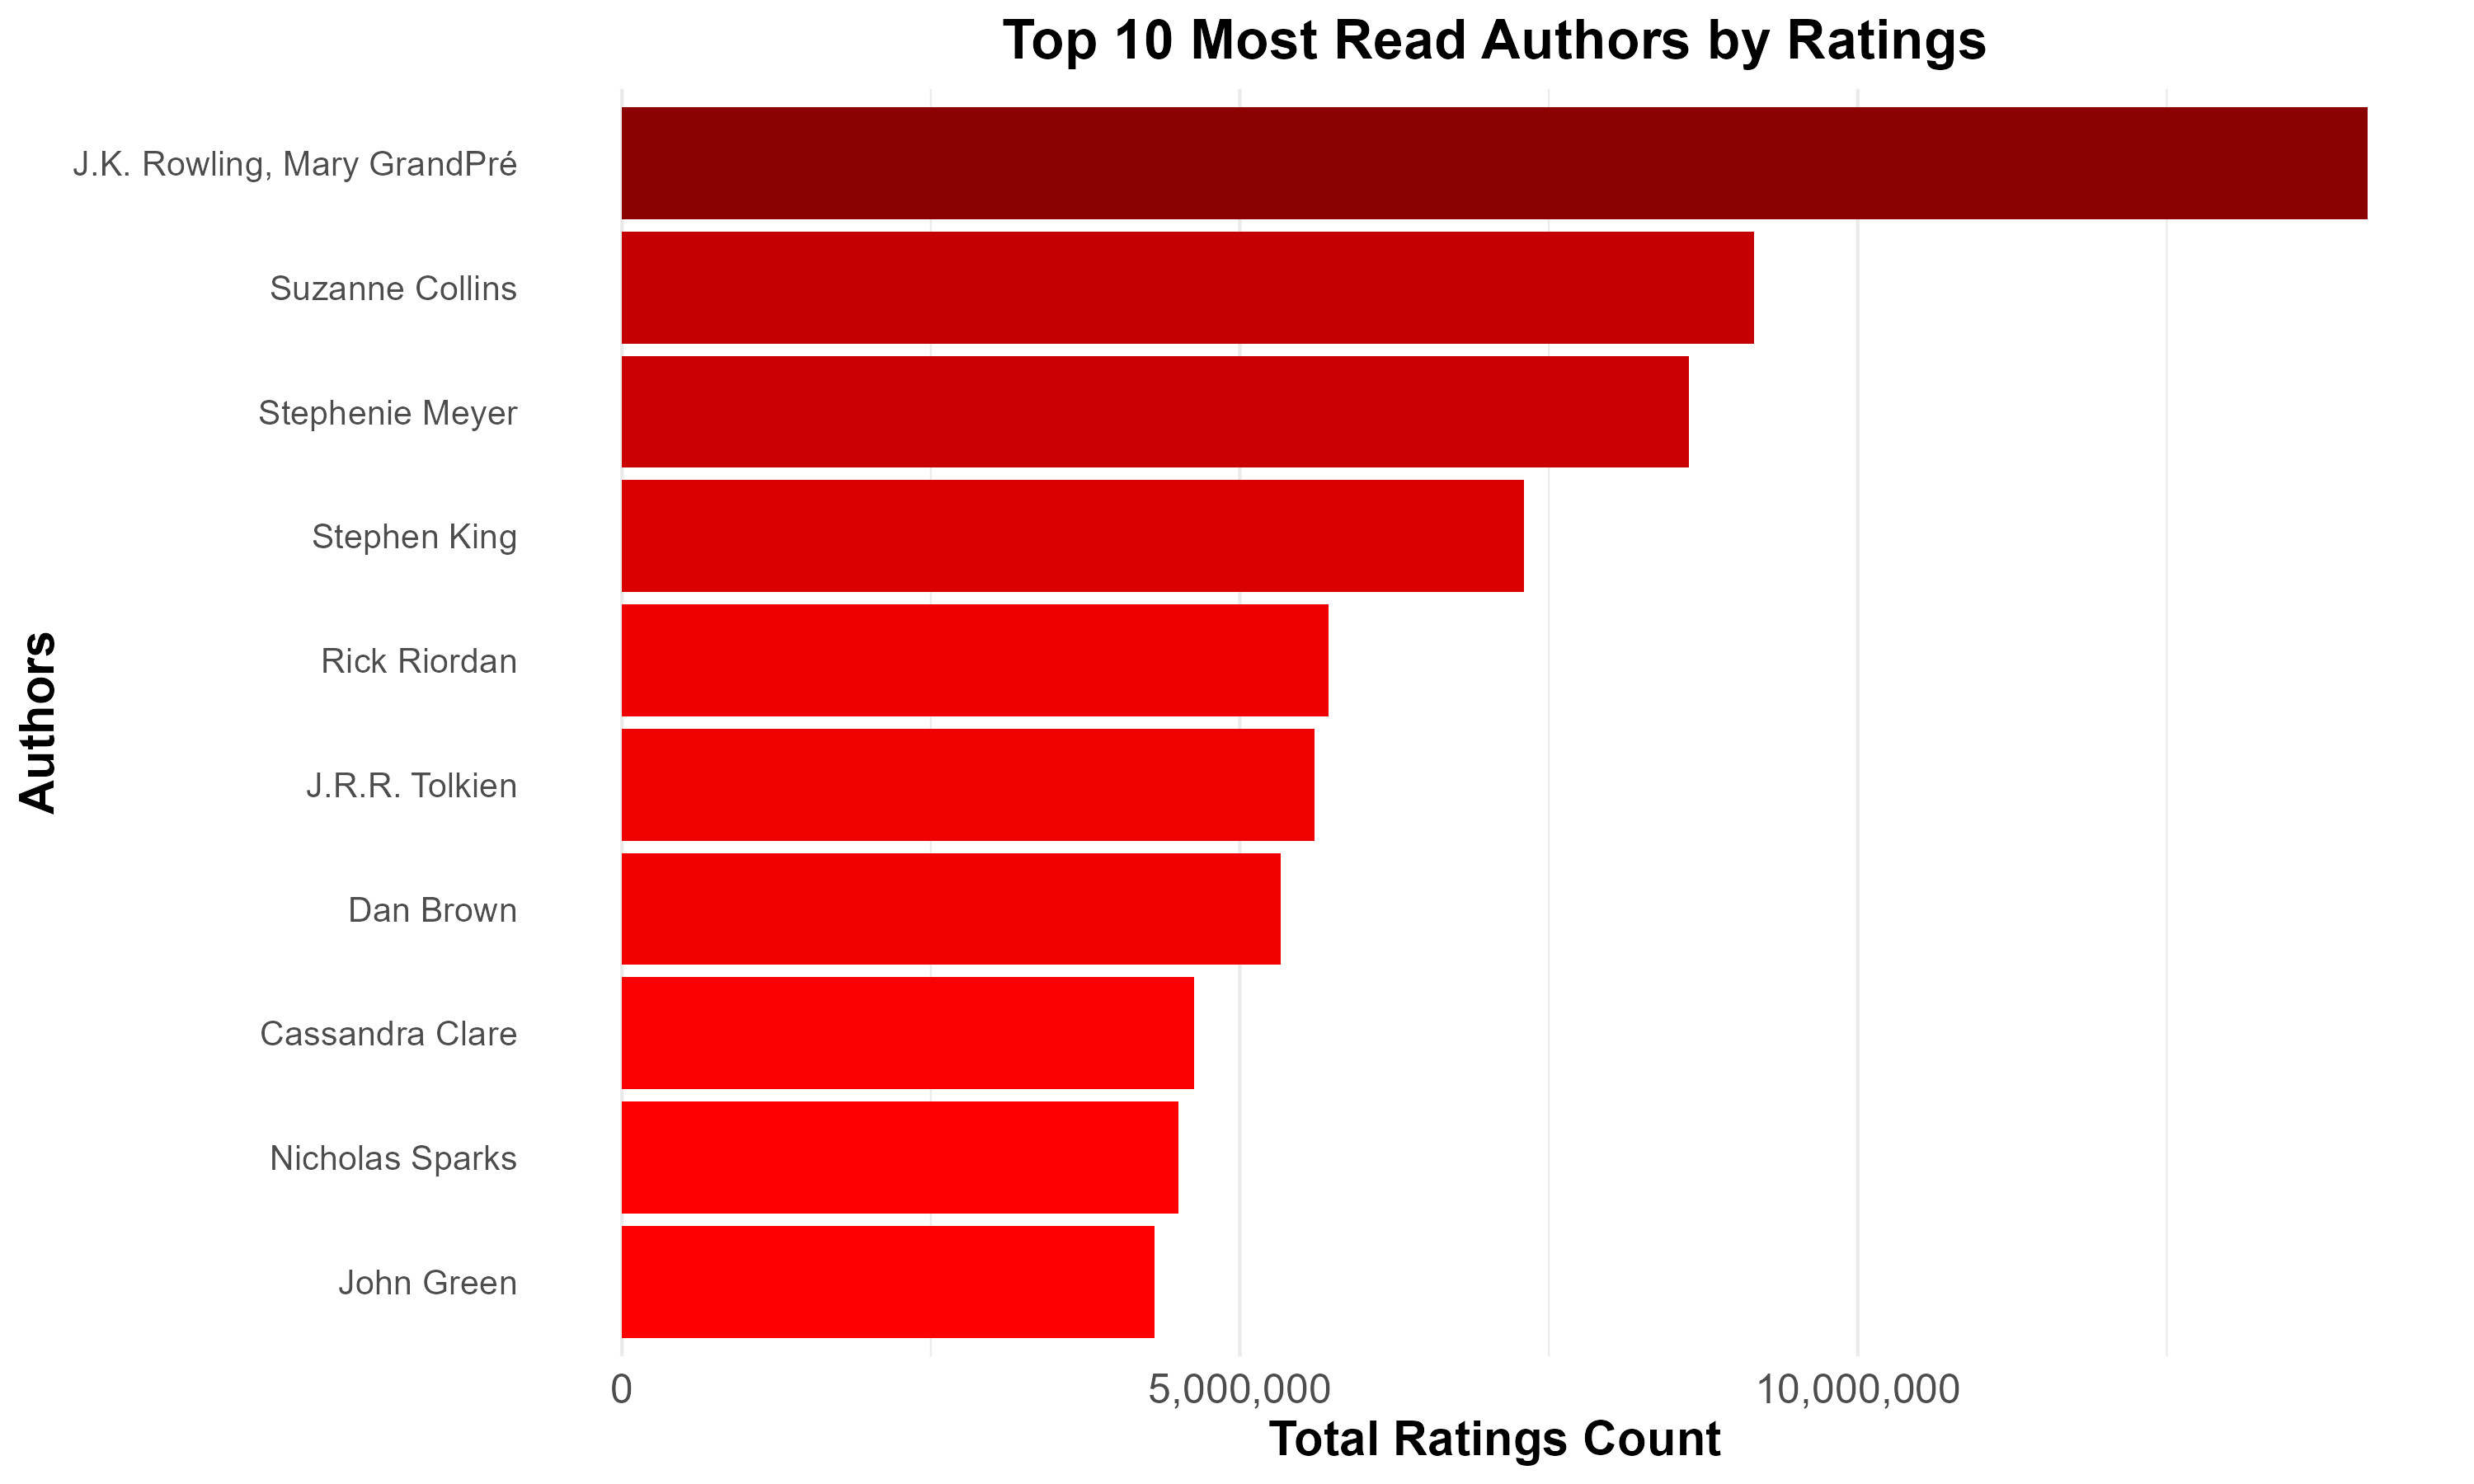 Top 10 Most Read Authors by Ratings
Authors
J.K. Rowling, Mary GrandPré
Suzanne Collins
Stephenie Meyer
Stephen King
Rick Riordan
J.R.R. Tolkien
Dan Brown
Cassandra Clare
Nicholas Sparks
John Green
0 5,000,000 10,000,000
Total Ratings Count